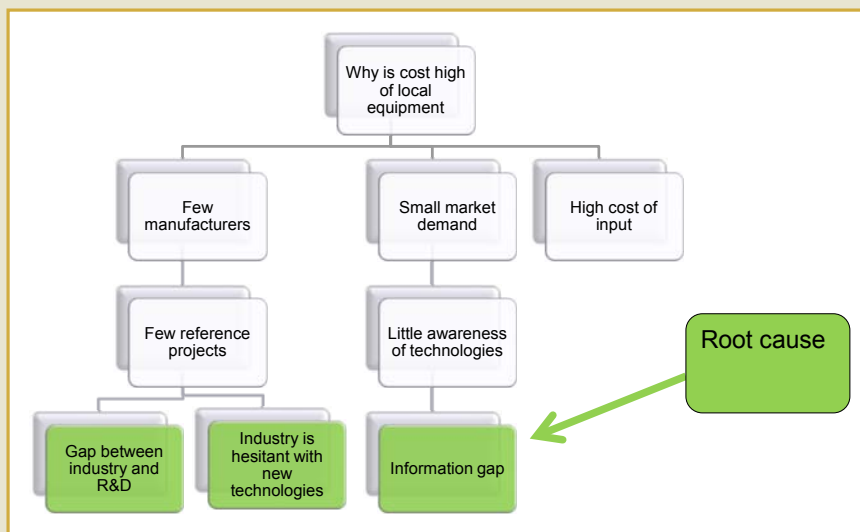 Why is cost high
of local
equipment
Few
manufacturers
Small market
demand
High cost of
input
Few reference
projects
Little awareness
of technologies
Root cause
Gap between
industry and
R&D
Industry is
hesitant with
new
technologies
Information gap